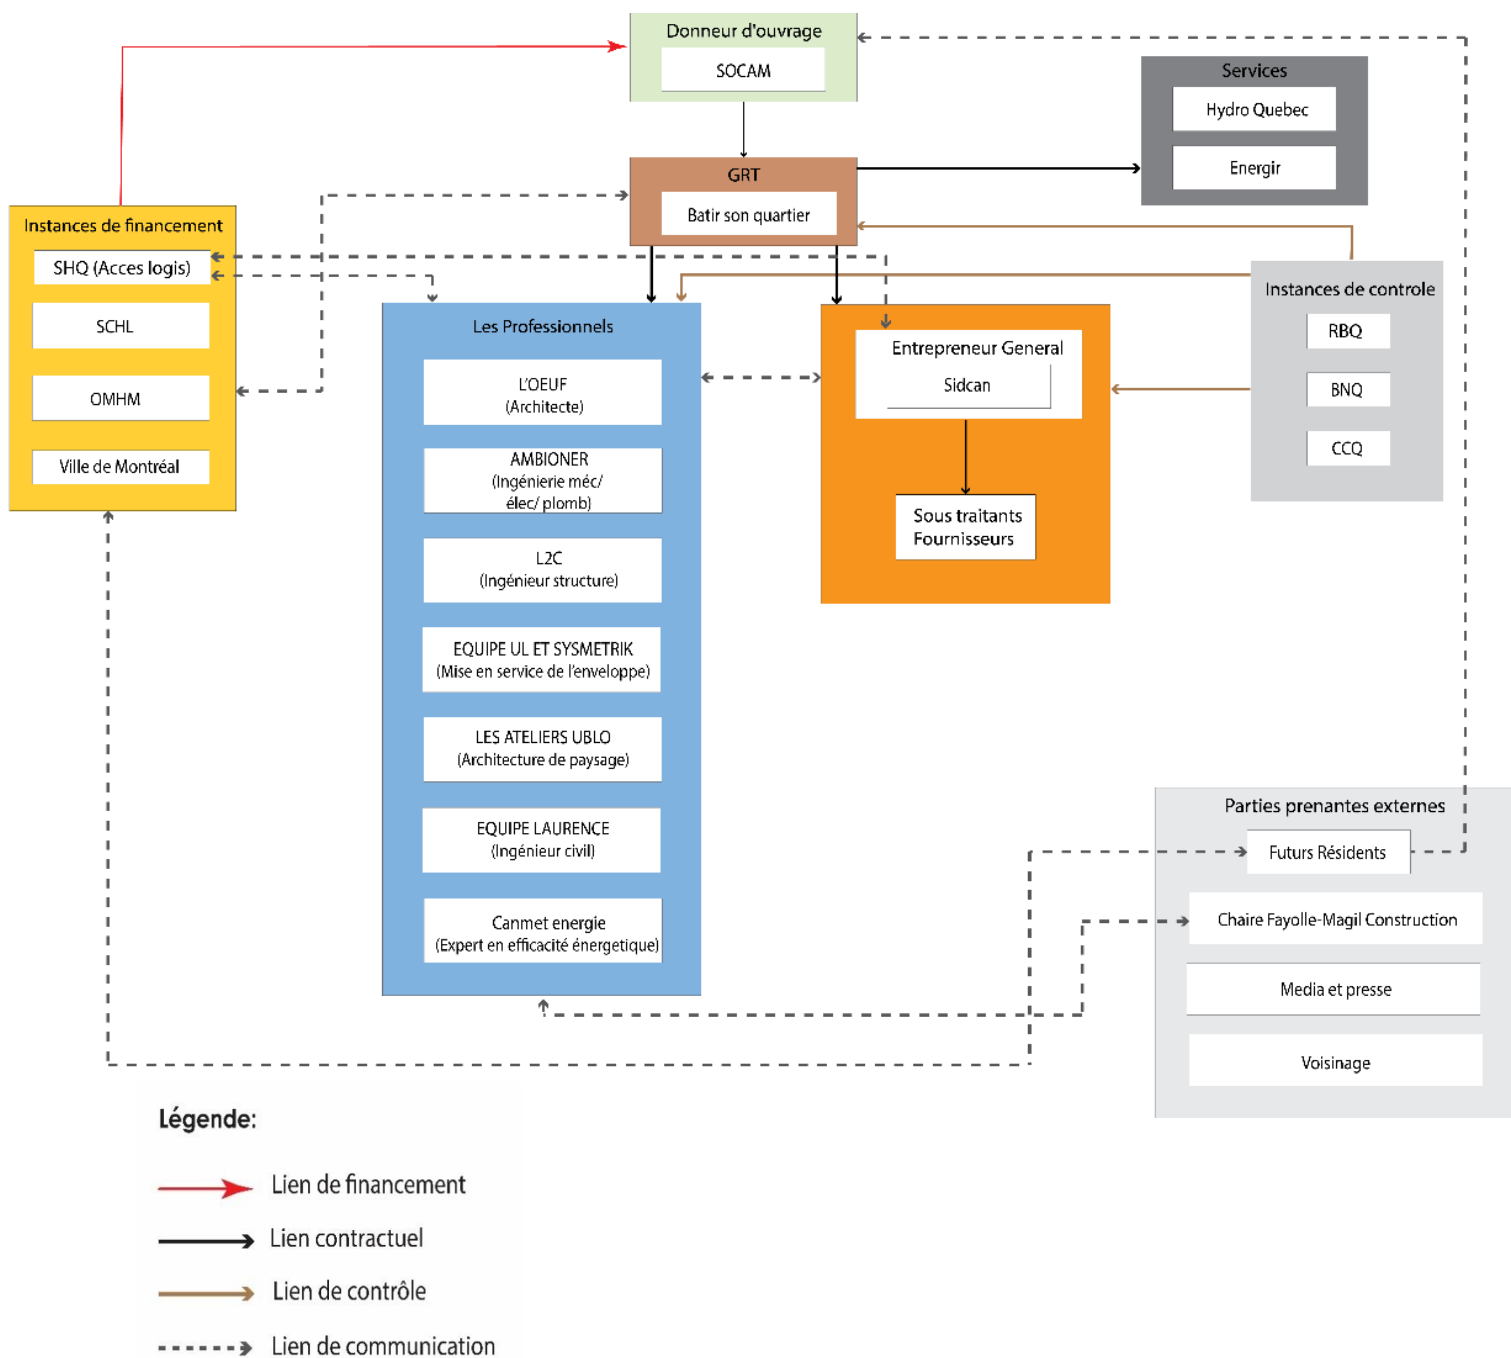 Donneur d'ouvrage
SOCAM
Services
Hydro Quebec
Energir
GRT
Batir son quartier
Instances de financement
SHQ (Acces logis)
SCHL
OMHM
Ville de Montréal
Les Professionnels
L'OEUF
(Architecte)
AMBIONER
(Ingénierie méc/
élec/ plomb)
L2C
(Ingénieur structure)
EQUIPE UL ET SYSMETRIK
(Mise en service de l'enveloppe)
LES ATELIERS UBLO
(Architecture de paysage)
EQUIPE LAURENCE
(Ingénieur civil)
Canmet energie
(Expert en efficacité énergetique)
Entrepreneur General
Sidcan
Sous traitants
Fournisseurs
Instances de controle
RBQ
BNQ
CCQ
Parties prenantes externes
Futurs Résidents
Chaire Fayolle-Magil Construction
Media et presse
Voisinage
Légende:
Lien de financement
Lien contractuel
Lien de contrôle
Lien de communication